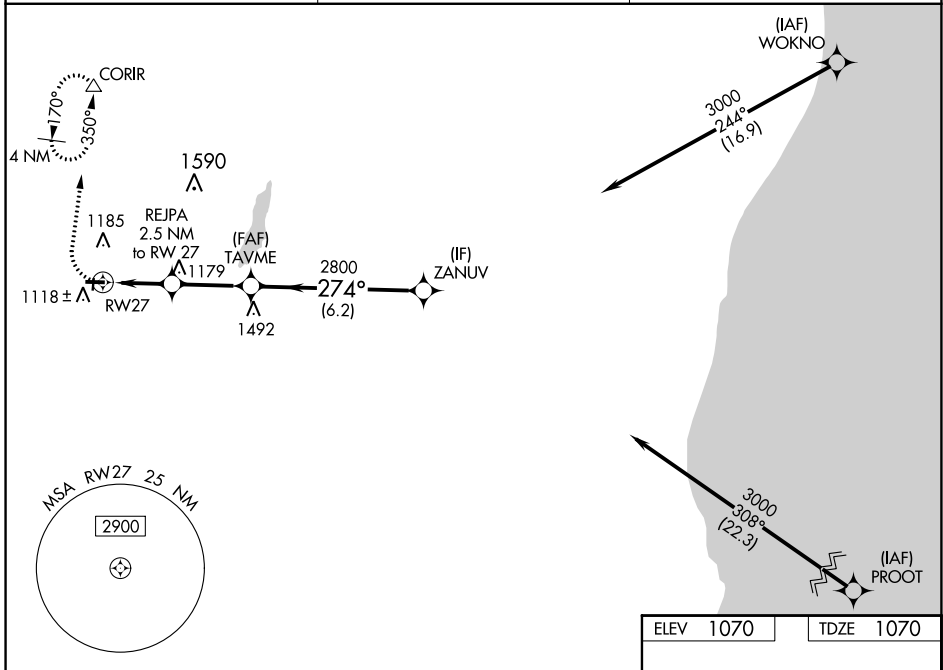 (IAF)
WOKNO
3000
244°
(16.9)
CORIR
170°
350°
4 NM
1590
1185
REJPA
2.5 NM
to RW 27
1179
(FAF)
TAVME
(IF)
ZANUV
2800
274°
(6.2)
1118 ±
RW27
1492
3000
308°
(22.3)
(IAF)
PROOT
MSA RW27 25 NM
2900
ELEV 1070
TDZE 1070